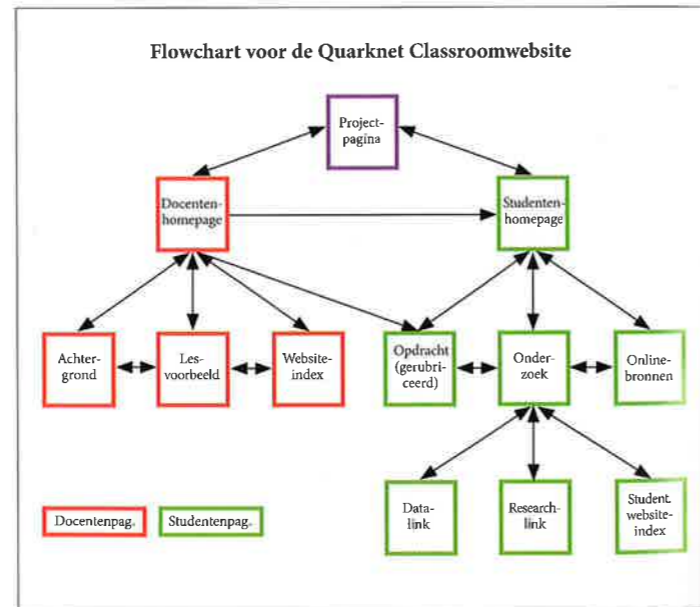 Flowchart voor de Quarknet Classroomwebsite
Project-
pagina
Docenten-
homepage
Studenten-
homepage
Achter-
grond
Les-
voorbeeld
Website-
index
Opdracht
(gerubri-
ceerd)
Onder-
zoek
Online-
bronnen
Data-
link
Research-
link
Student.
website-
index
Docentenpag.
Studentenpag.